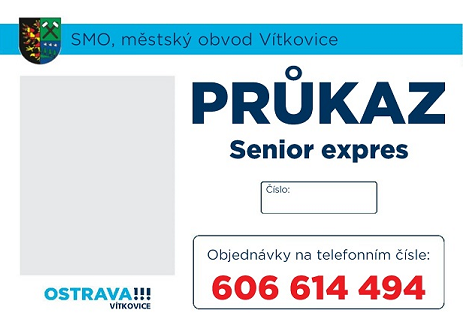 SMO, městský obvod Vítkovice
PRŮKAZ
Senior expres
Číslo:
Objednávky na telefonním čísle:
606 614 494
OSTRAVA!!!
VÍTKOVICE